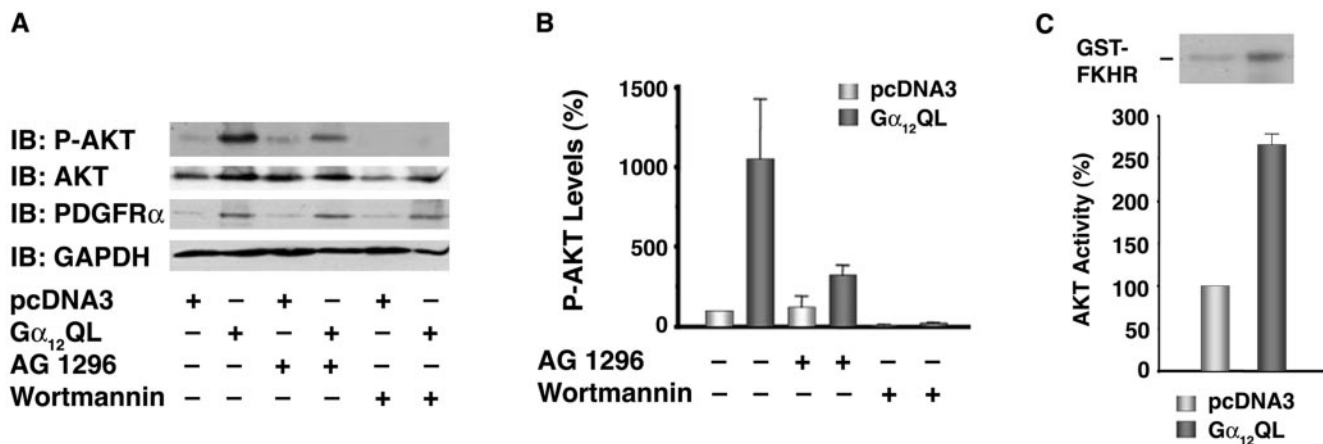 A
IB: P-AKT
IB: AKT
IB: PDGFRα
IB: GAPDH
pcDNA3 + – + – + –
Gα12QL – + – + – +
AG 1296 – – + + – –
Wortmannin – – – – + +
B
P-AKT Levels (%)
1500
1000
500
0
pcDNA3
Gα12QL
AG 1296 – – + + – –
Wortmannin – – – – + +
C
GST-
FKHR –
AKT Activity (%)
300
250
200
150
100
50
0
pcDNA3
Gα12QL